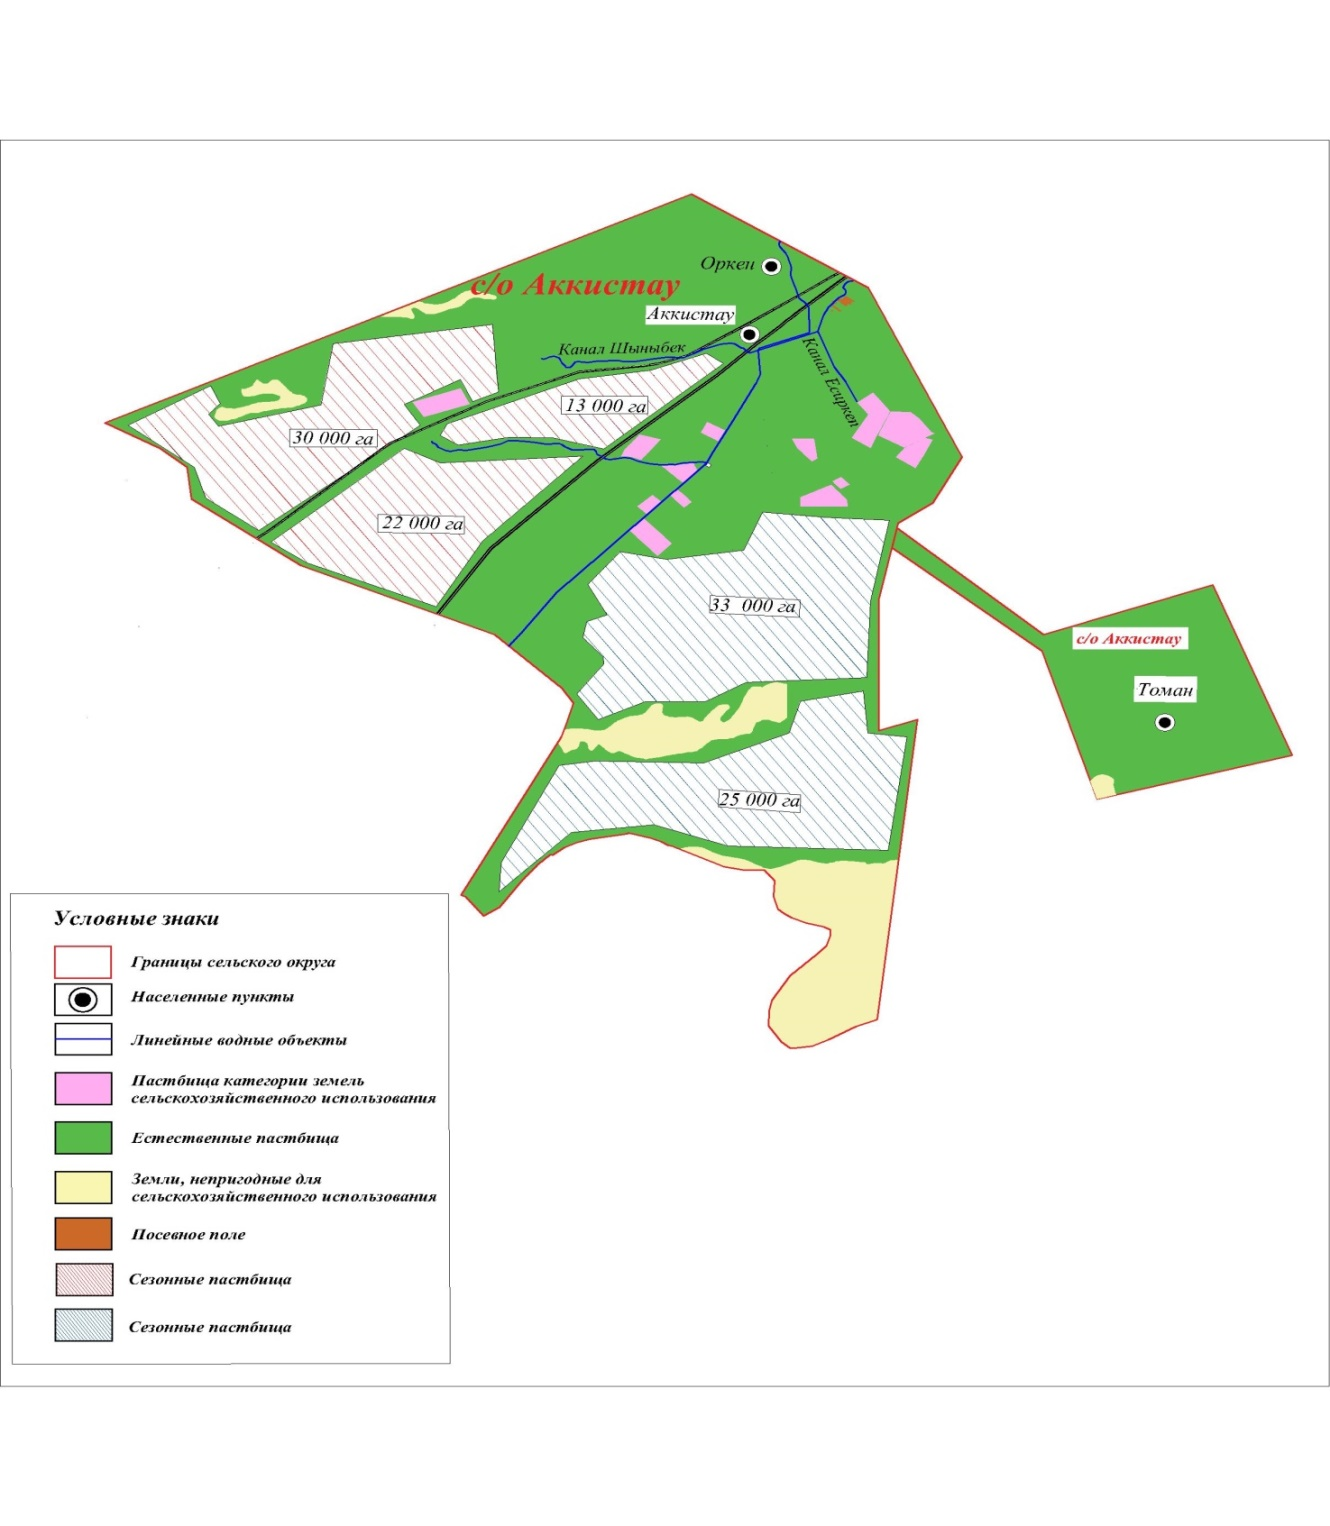 Оркен
с/о Аккистау
Аккистау
Канал Шыныбек
Канал Есиркеп
13 000 га
30 000 га
22 000 га
33 000 га
с/о Аккистау
Томан
25 000 га
Условные знаки
Границы сельского округа
Населенные пункты
Линейные водные объекты
Пастбища категории земель
сельскохозяйственного использования
Естественные пастбища
Земли, непригодные для
сельскохозяйственного использования
Посевное поле
Сезонные пастбища
Сезонные пастбища